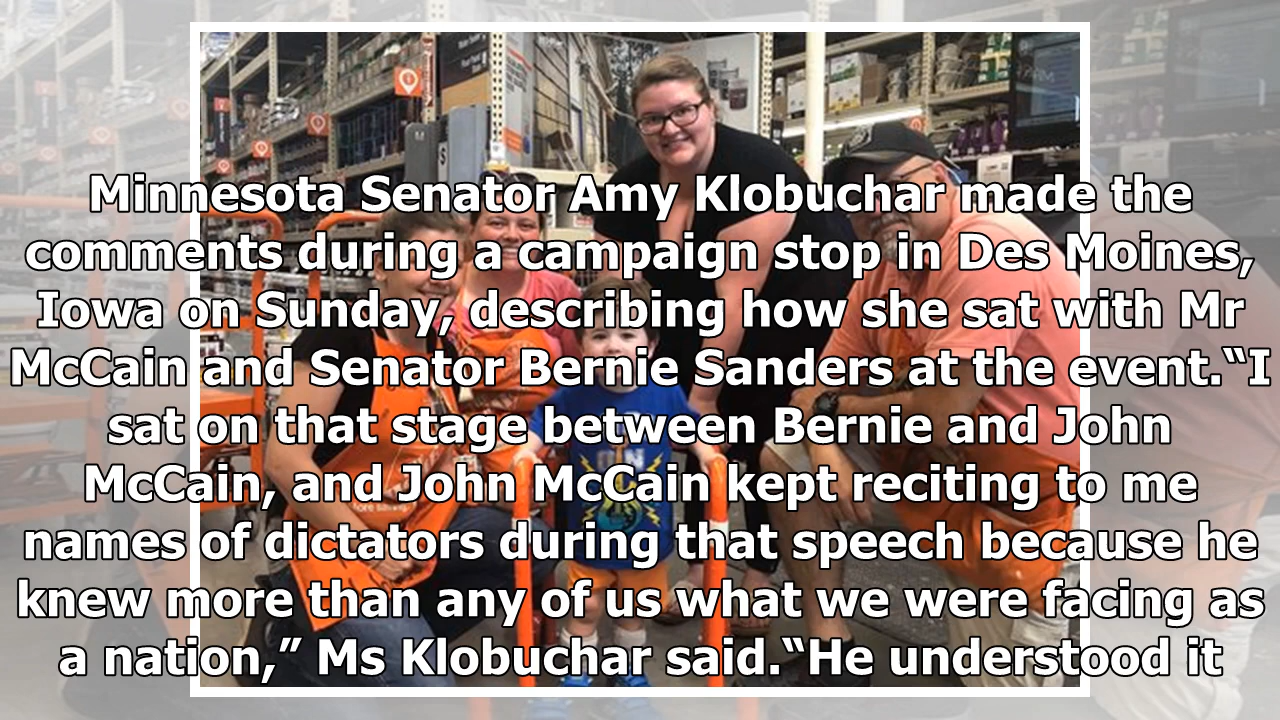 Minnesota Senator Amy Klobuchar made the
comments during a campaign stop in Des Moines,
Iowa on Sunday, describing how she sat with Mr
McCain and Senator Bernie Sanders at the event.“I
sat on that stage between Bernie and John
McCain, and John McCain kept reciting to me
names of dictators during that speech because he
knew more than any of us what we were facing as
a nation,” Ms Klobuchar said.“He understood it